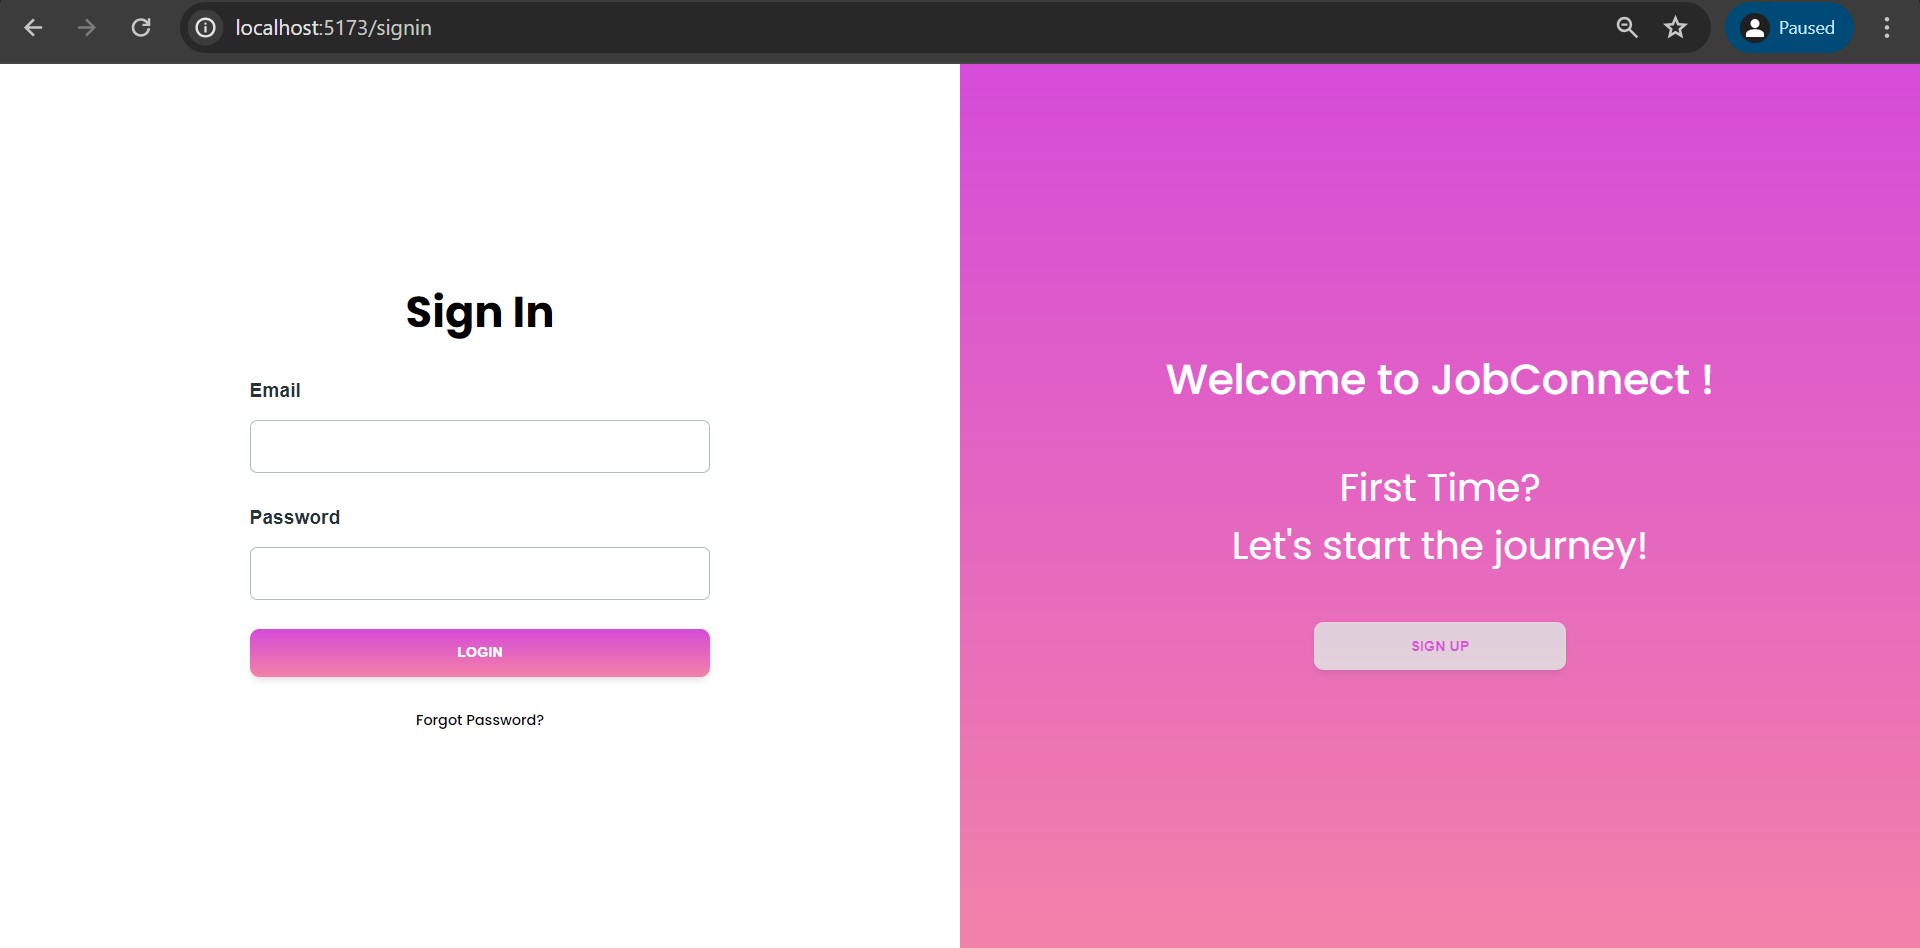 localhost:5173/signin
Paused
Sign In
Email
Password
LOGIN
Forgot Password?
Welcome to JobConnect !
First Time?
Let's start the journey!
SIGN UP